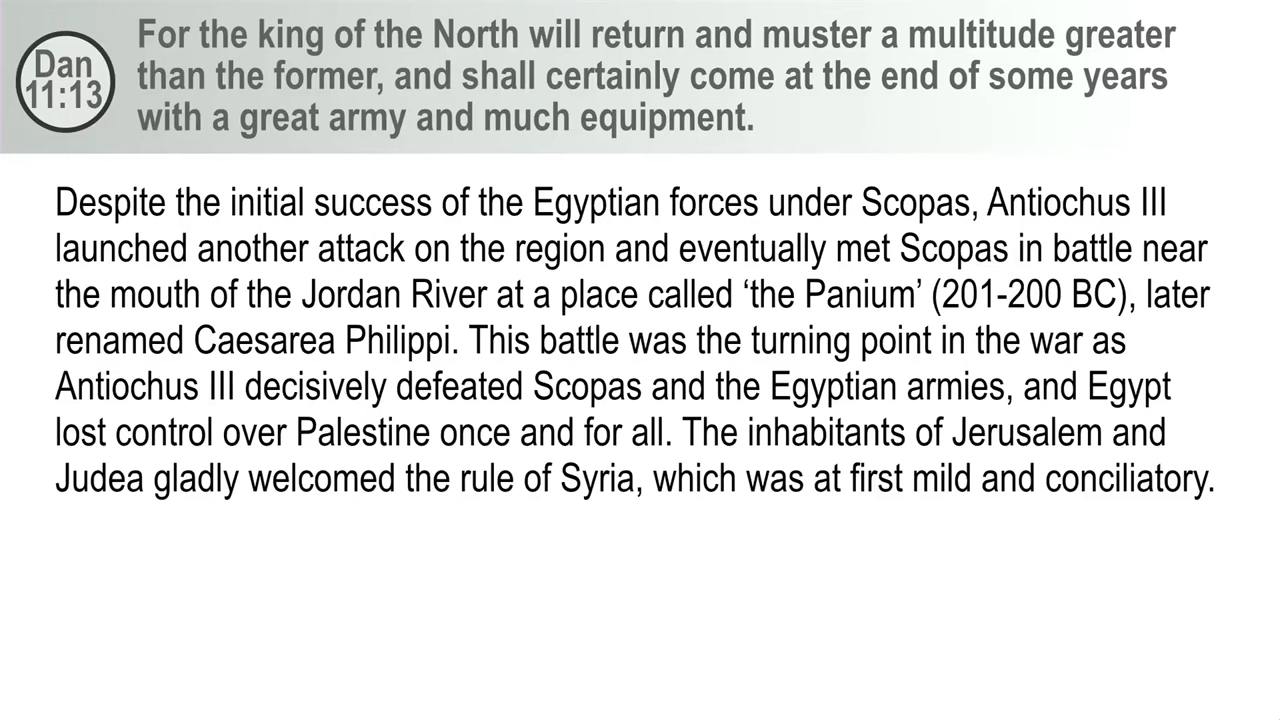 Dan
11:13
For the king of the North will return and muster a multitude greater
than the former, and shall certainly come at the end of some years
with a great army and much equipment.
Despite the initial success of the Egyptian forces under Scopas, Antiochus III
launched another attack on the region and eventually met Scopas in battle near
the mouth of the Jordan River at a place called ‘the Panium’ (201-200 BC), later
renamed Caesarea Philippi. This battle was the turning point in the war as
Antiochus III decisively defeated Scopas and the Egyptian armies, and Egypt
lost control over Palestine once and for all. The inhabitants of Jerusalem and
Judea gladly welcomed the rule of Syria, which was at first mild and conciliatory.